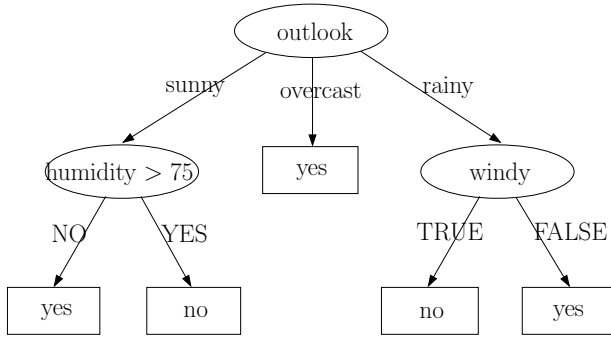 outlook
sunny
overcast
rainy
humidity > 75
yes
windy
NO
YES
TRUE
FALSE
yes
no
no
yes